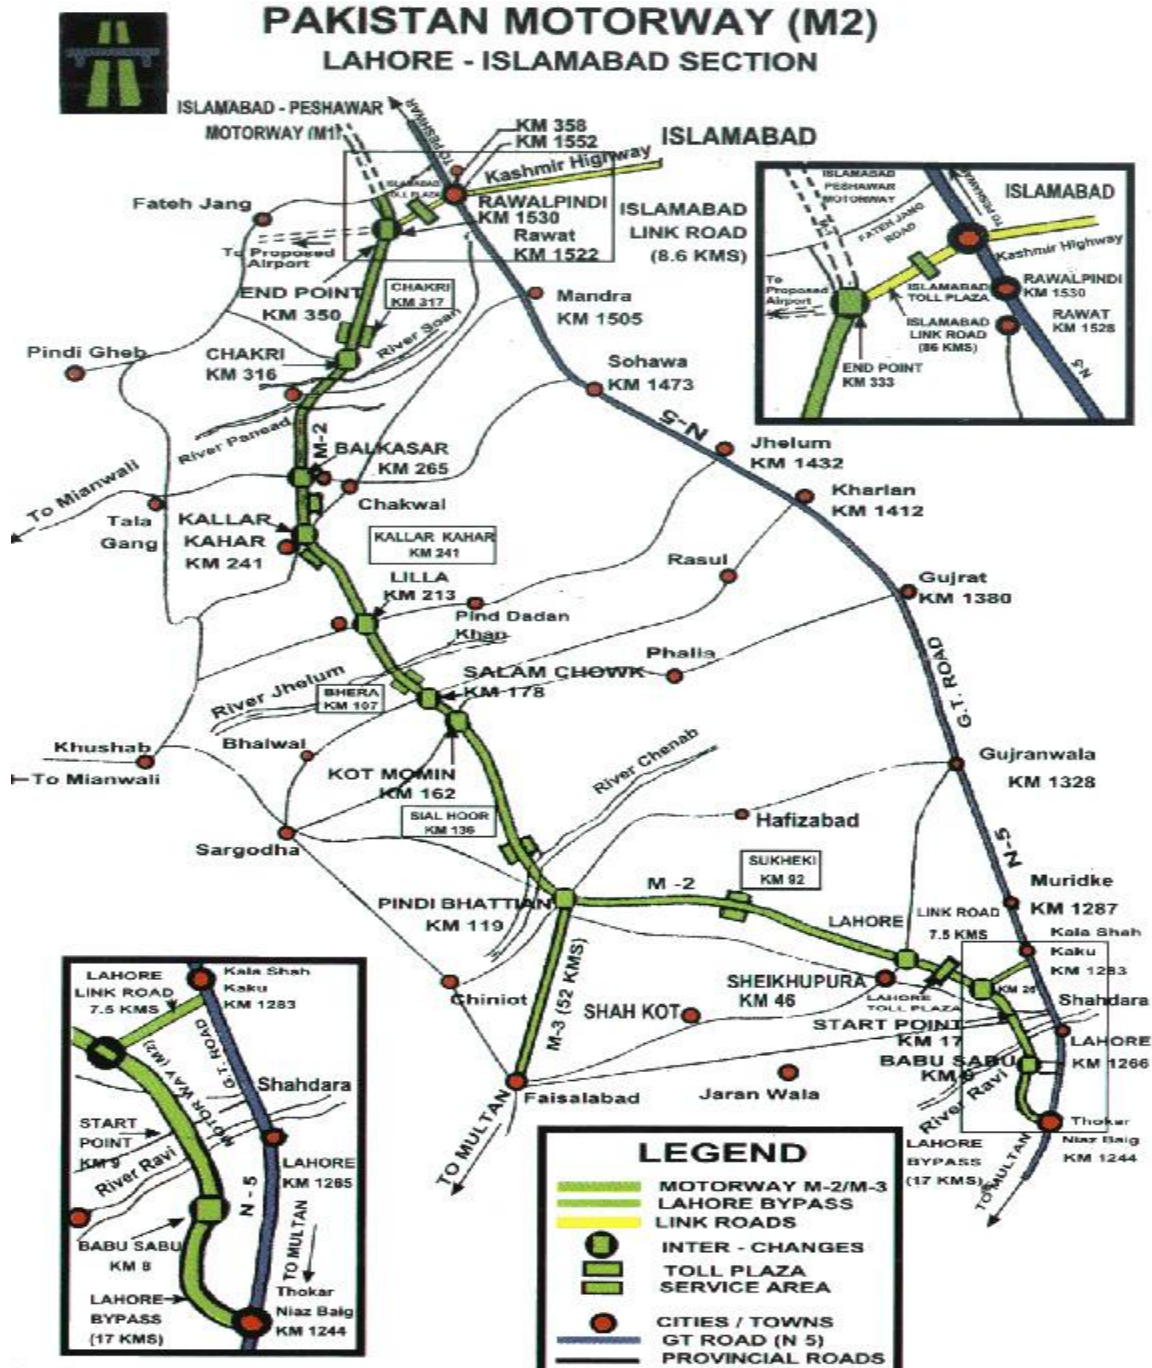 PAKISTAN MOTORWAY (M2)
LAHORE - ISLAMABAD SECTION
ISLAMABAD - PESHAWAR
MOTORWAY (M1)
TO PESHWAR
KM 358
KM 1552
ISLAMABAD
Kashmir Highway
ISLAMABAD
TOLL PLAZA
RAWALPINDI
KM 1530
Rawat
KM 1522
ISLAMABAD
LINK ROAD
(8.6 KMS)
Fateh Jang
To Proposed
Airport
END POINT
KM 350
CHAKRI
KM 317
Mandra
KM 1505
River Soan
Pindi Gheb
CHAKRI
KM 316
Sohawa
KM 1473
N-5
River Panead
M-2
BALKASAR
KM 265
Jhelum
KM 1432
To Mianwali
Chakwal
Kharlan
KM 1412
Tala
Gang
KALLAR
KAHAR
KM 241
KALLAR KAHAR
KM 241
LILLA
KM 213
Rasul
Gujrat
KM 1380
Pind Dadan
Khan
Phalia
G.T. ROAD
SALAM CHOWK
KM 178
River Jhelum
BHERA
KM 107
Khushab
To Mianwali
Bhalwal
KOT MOMIN
KM 162
River Chenab
Gujranwala
KM 1328
SIAL HOOR
KM 136
Hafizabad
Sargodha
N-5
SUKHEKI
KM 92
M -2
PINDI BHATTIAN
KM 119
Muridke
KM 1287
LAHORE
LINK ROAD
7.5 KMS
Kala Shah
Kaku
KM 1283
Chiniot
M-3 (52 KMS)
SHEIKHUPURA
KM 46
LAHORE
TOLL PLAZA
KM 26
Shahdara
SHAH KOT
START POINT
KM 17
LAHORE
KM 1266
BABU SABU
River Ravi
Faisalabad
Jaran Wala
TO MULTAN
Thokar
Niaz Baig
KM 1244
LAHORE
BYPASS
(17 KMS)
TO MULTAN
ISLAMABAD
PESHAWAR
MOTORWAY
FATEH JANG
ROAD
TO PESHWAR
ISLAMABAD
Kashmir Highway
To
Proposed
Airport
ISLAMABAD
TOLL PLAZA
RAWALPINDI
KM 1530
ISLAMABAD
LINK ROAD
(86 KMS)
RAWAT
KM 1528
END POINT
KM 333
N-5
LAHORE
LINK ROAD
7.5 KMS
Kala Shah
Kaku
KM 1283
G.T. ROAD
MOTOR WAY (M2)
Shahdara
START
POINT
KM 9
River Ravi
LAHORE
KM 1265
N - 5
BABU SABU
KM 8
TO MULTAN
LAHORE
BYPASS
(17 KMS)
Thokar
Niaz Baig
KM 1244
LEGEND
MOTORWAY M-2/M-3
LAHORE BYPASS
LINK ROADS
INTER - CHANGES
TOLL PLAZA
SERVICE AREA
CITIES / TOWNS
GT ROAD (N 5)
PROVINCIAL ROADS